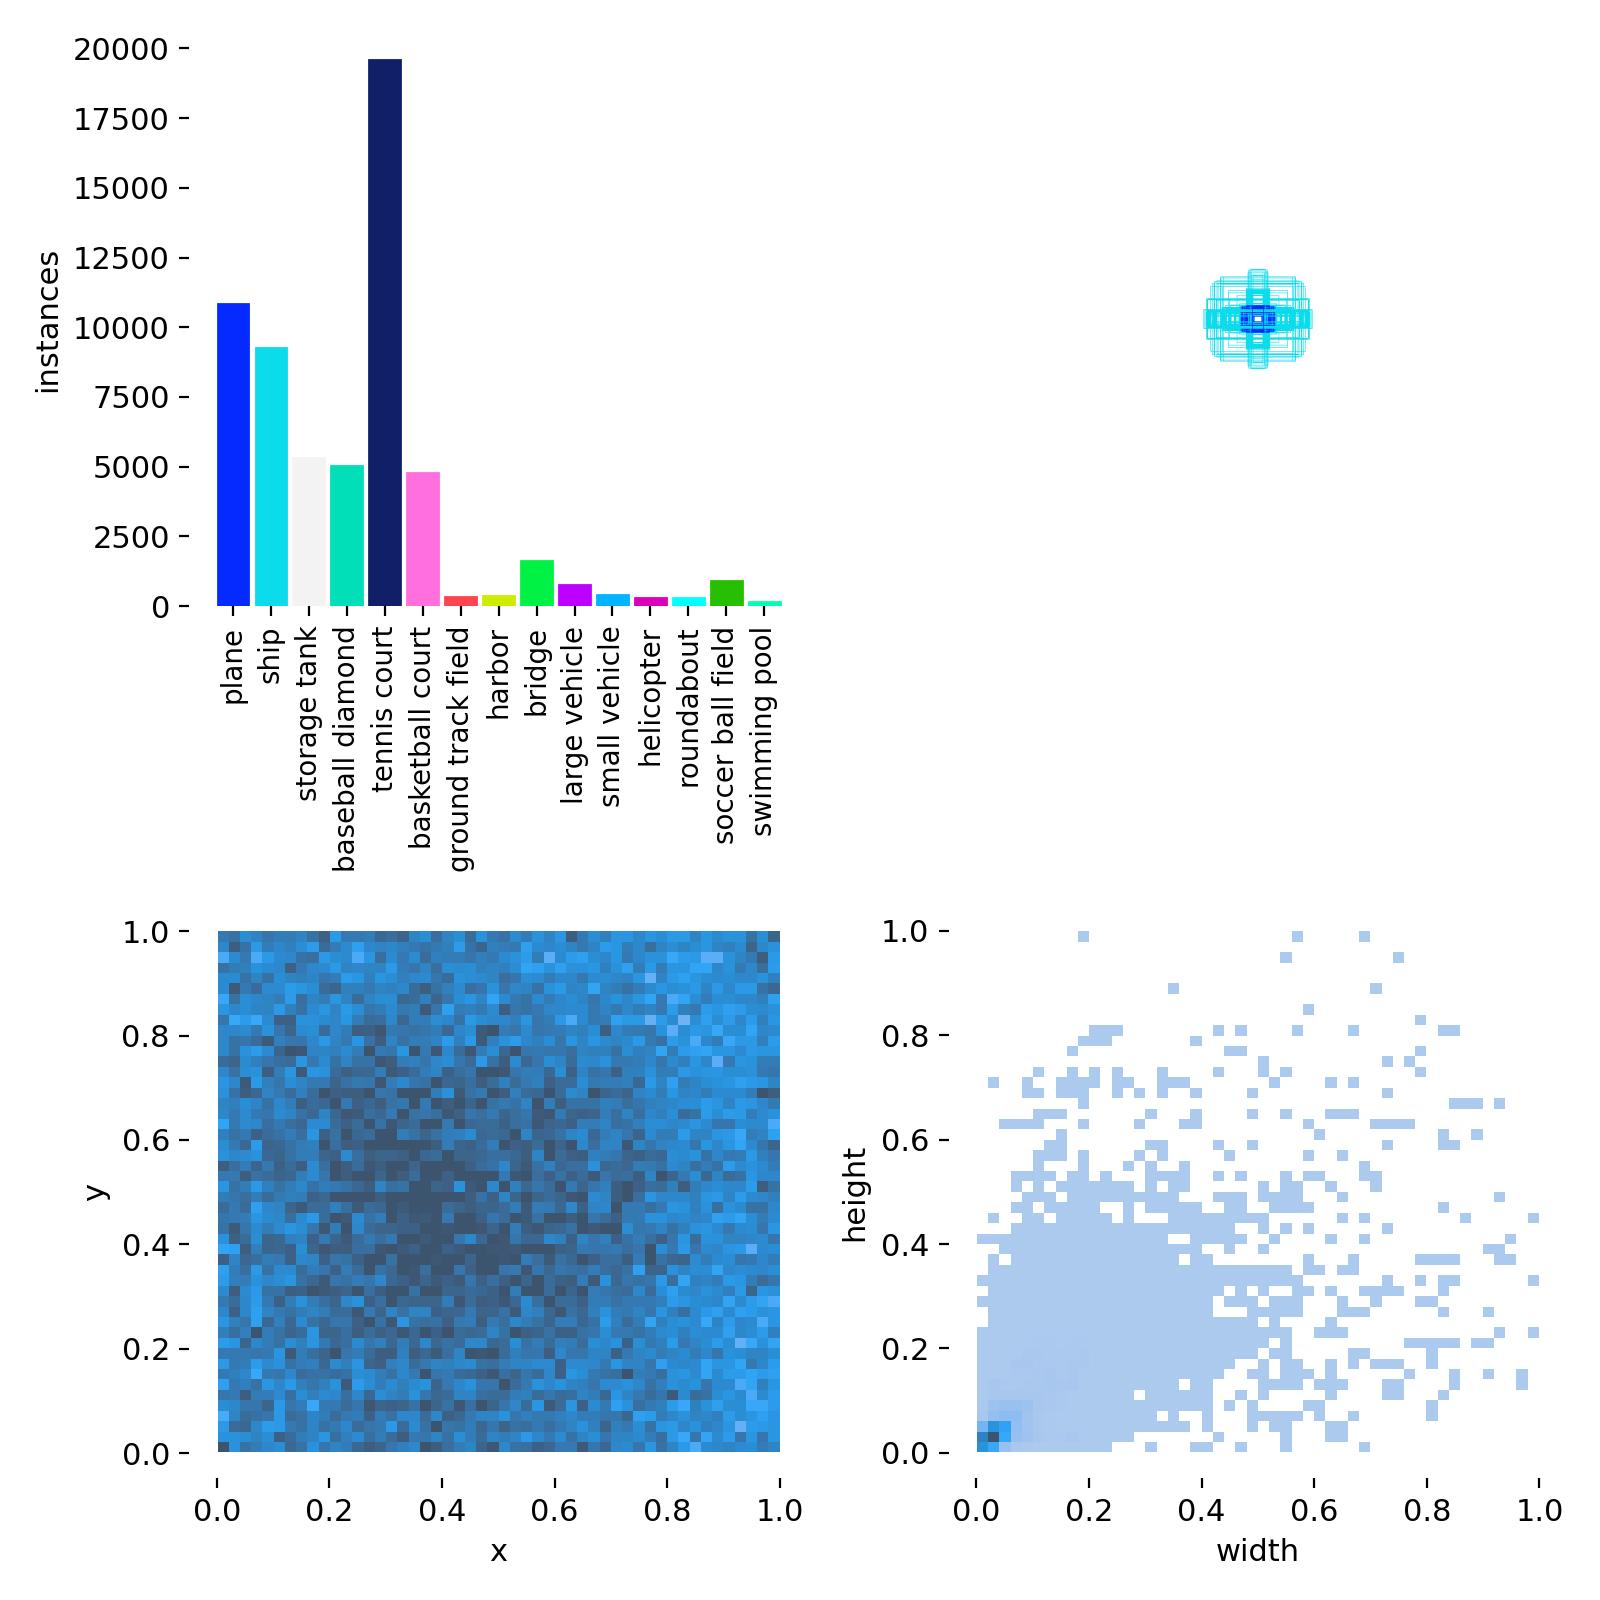 20000
17500
15000
12500
10000
7500
5000
2500
0
instances
plane
ship
storage tank
baseball diamond
tennis court
basketball court
ground track field
harbor
bridge
large vehicle
small vehicle
helicopter
roundabout
soccer ball field
swimming pool
1.0
0.8
0.6
0.4
0.2
0.0
y
0.0 0.2 0.4 0.6 0.8 1.0
x
1.0
0.8
0.6
0.4
0.2
0.0
height
0.0 0.2 0.4 0.6 0.8 1.0
width